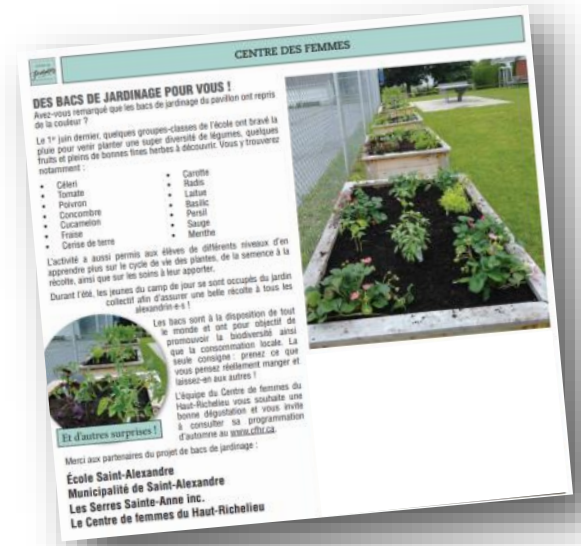 CENTRE DES FEMMES
DES BACS DE JARDINAGE POUR VOUS !
Avez-vous remarqué que les bacs de jardinage du pavillon ont repris
de la couleur ?
Le 1er juin dernier, quelques groupes-classes de l'école ont bravé la
pluie pour venir planter une super diversité de légumes, quelques
fruits et pleins de bonnes fines herbes à découvrir. Vous y trouverez
notamment :
• Céleri
• Tomate
• Poivron
• Concombre
• Cucamelon
• Fraise
• Cerise de terre
• Carotte
• Radis
• Laitue
• Basilic
• Persil
• Sauge
• Menthe
L'activité a aussi permis aux élèves de différents niveaux d'en
apprendre plus sur le cycle de vie des plantes, de la semence à la
récolte, ainsi que sur les soins à leur apporter.
Durant l'été, les jeunes du camp de jour se sont occupés du jardin
collectif afin d'assurer une belle récolte à tous les
alexandrin·e·s !
Les bacs sont à la disposition de tout
le monde et ont pour objectif de
promouvoir la biodiversité ainsi
que la consommation locale. La
seule consigne : prenez ce que
vous pensez réellement manger et
laissez-en aux autres !
L'équipe du Centre de femmes du
Haut-Richelieu vous souhaite une
bonne dégustation et vous invite
à consulter sa programmation
d'automne au www.cfhr.ca.
Et d'autres surprises !
Merci aux partenaires du projet de bacs de jardinage :
École Saint-Alexandre
Municipalité de Saint-Alexandre
Les Serres Sainte-Anne inc.
Le Centre de femmes du Haut-Richelieu